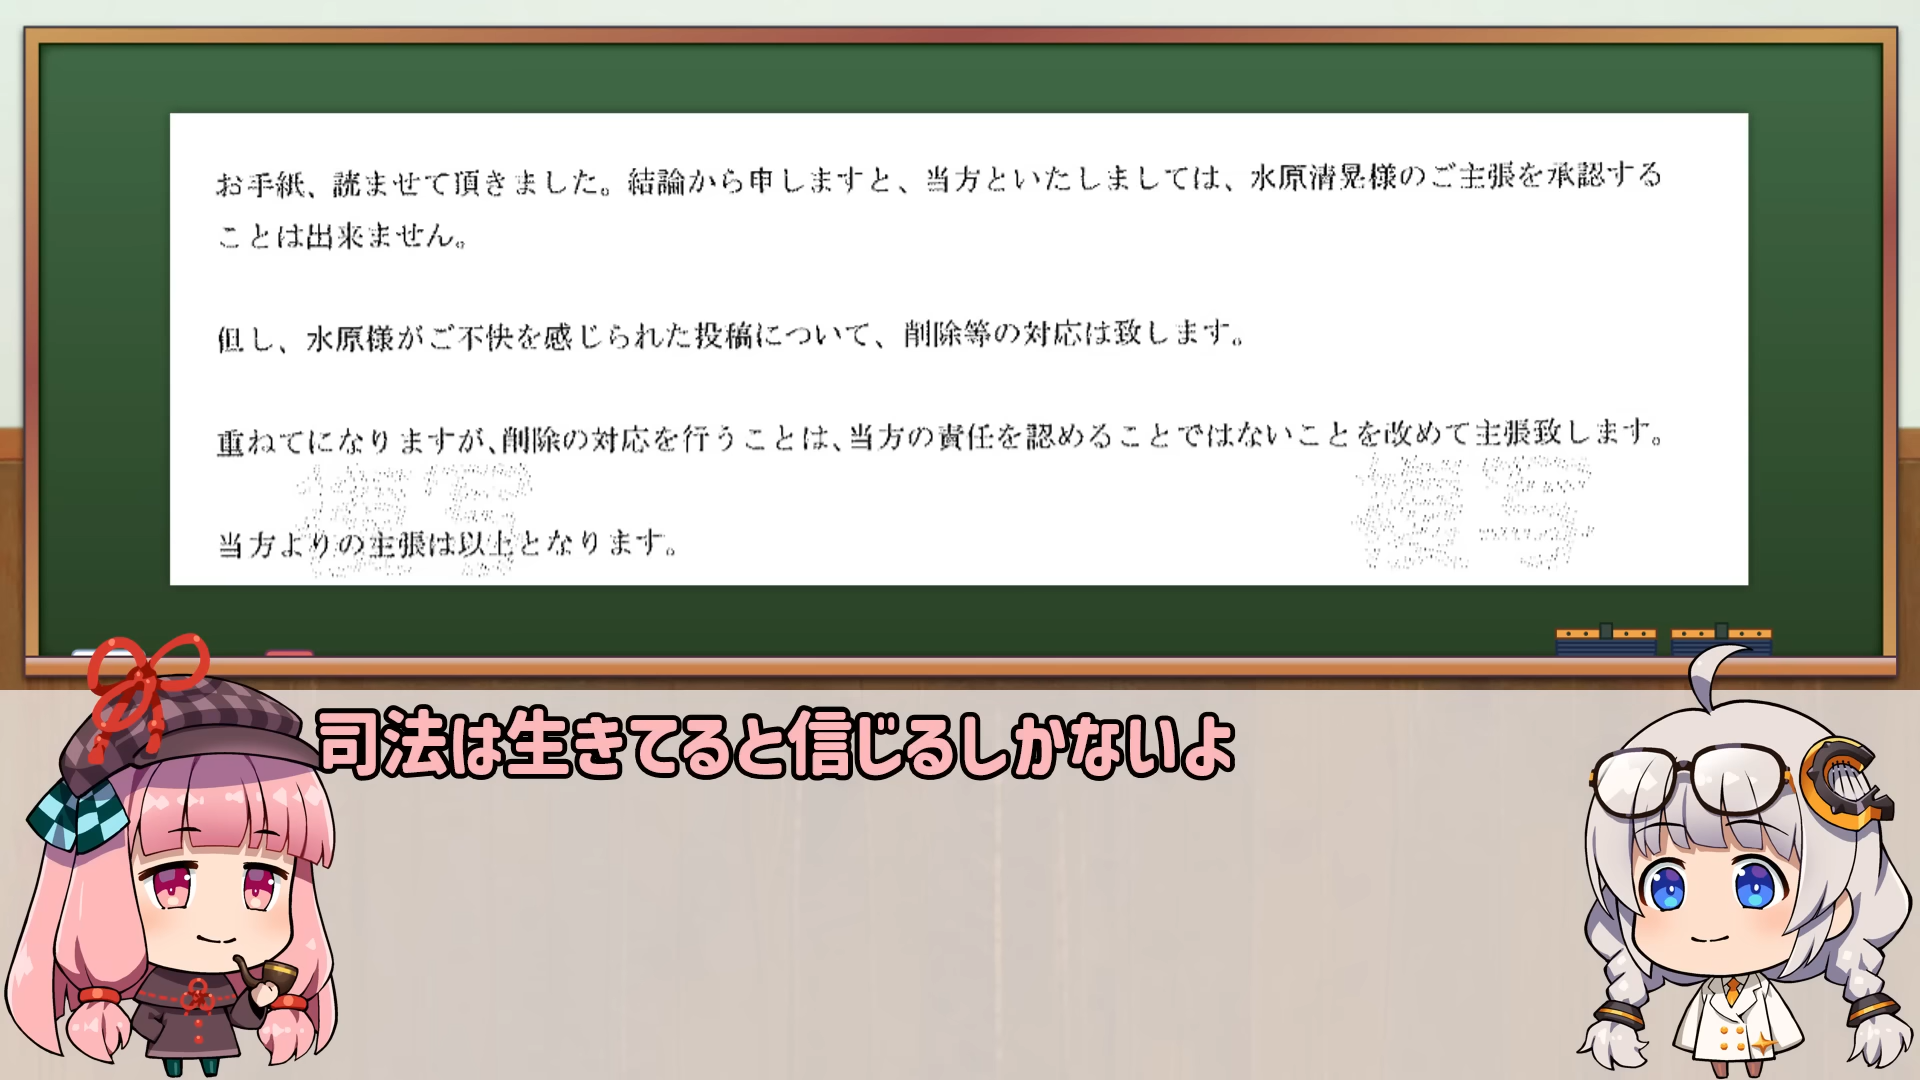 お手紙、読ませて頂きました。結論から申しますと、当方といたしましては、水原清晃様のご主張を承認する
ことは出来ません。
但し、水原様がご不快を感じられた投稿について、削除等の対応は致します。
重ねてになりますが、削除の対応を行うことは、当方の責任を認めることではないことを改めて主張致します。
複写
複写
当方よりの主張は以上となります。
司法は生きてると信じるしかないよ